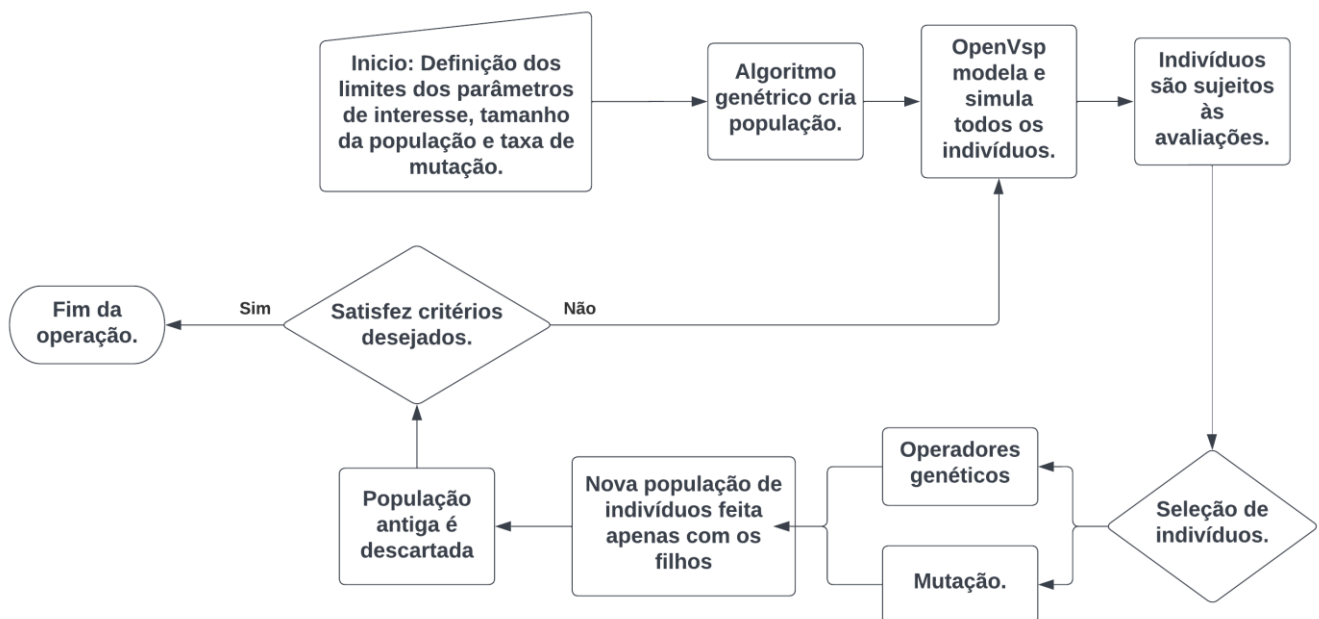 Inicio: Definição dos
limites dos parâmetros
de interesse, tamanho
da população e taxa de
mutação.
Algoritmo
genétrico cria
população.
OpenVsp
modela e
simula
todos os
indivíduos.
Indivíduos
são sujeitos
às
avaliações.
Fim da
operação.
Sim
Satisfez critérios
desejados.
Não
População
antiga é
descartada
Nova população de
indivíduos feita
apenas com os
filhos
Operadores
genéticos
Mutação.
Seleção de
indivíduos.